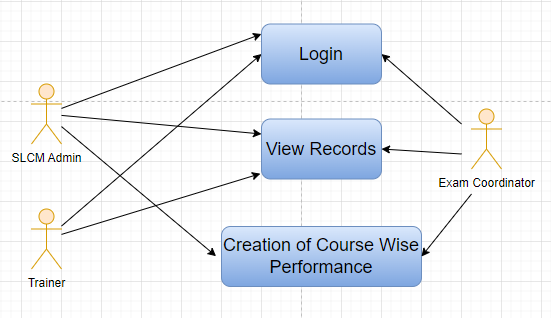 Login
SLCM Admin
View Records
Exam Coordinator
Creation of Course Wise
Performance
Trainer